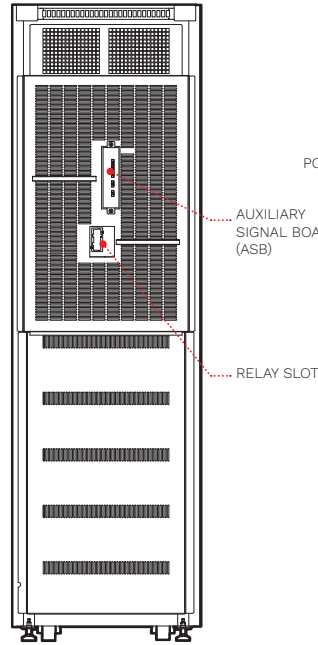 PO
AUXILIARY
SIGNAL BOA
(ASB)
RELAY SLOT